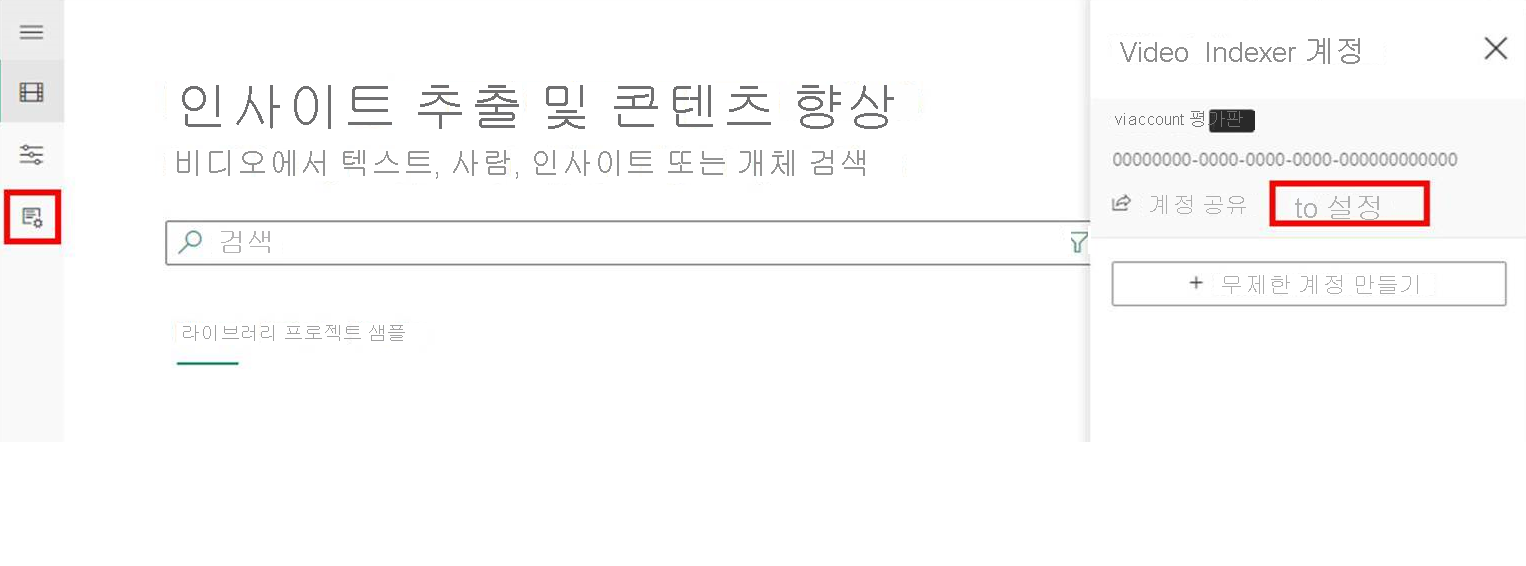 인사이트 추출 및 콘텐츠 향상
비디오에서 텍스트, 사람, 인사이트 또는 개체 검색
검색
라이브러리 프로젝트 샘플
Video Indexer 계정
viaccount 평가판
00000000-0000-0000-0000-000000000000
계정 공유
to 설정
+ 무제한 계정 만들기